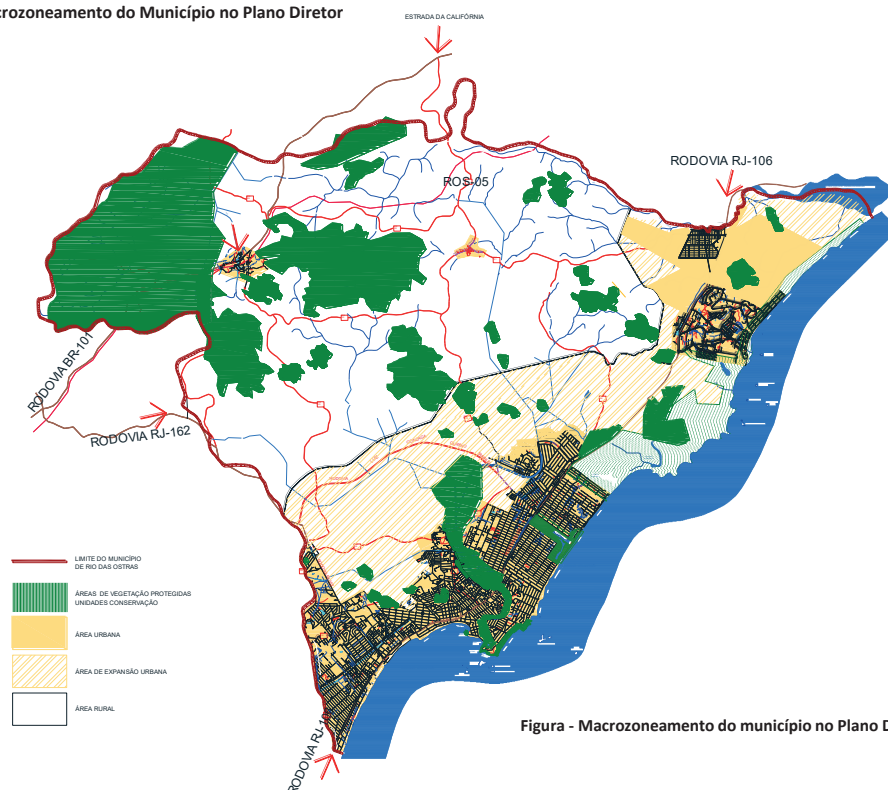 crozoneamento do Município no Plano Diretor
ESTRADA DA CALIFÓRNIA
RODOVIA RJ-106
ROS-05
RODOVIA BR-101
RODOVIA RJ-162
LIMITE DO MUNICÍPIO
DE RIO DAS OSTRAS
ÁREAS DE VEGETAÇÃO PROTEGIDAS
UNIDADES CONSERVAÇÃO
ÁREA URBANA
ÁREA DE EXPANSÃO URBANA
ÁREA RURAL
RODOVIA RJ-10
Figura - Macrozoneamento do município no Plano D